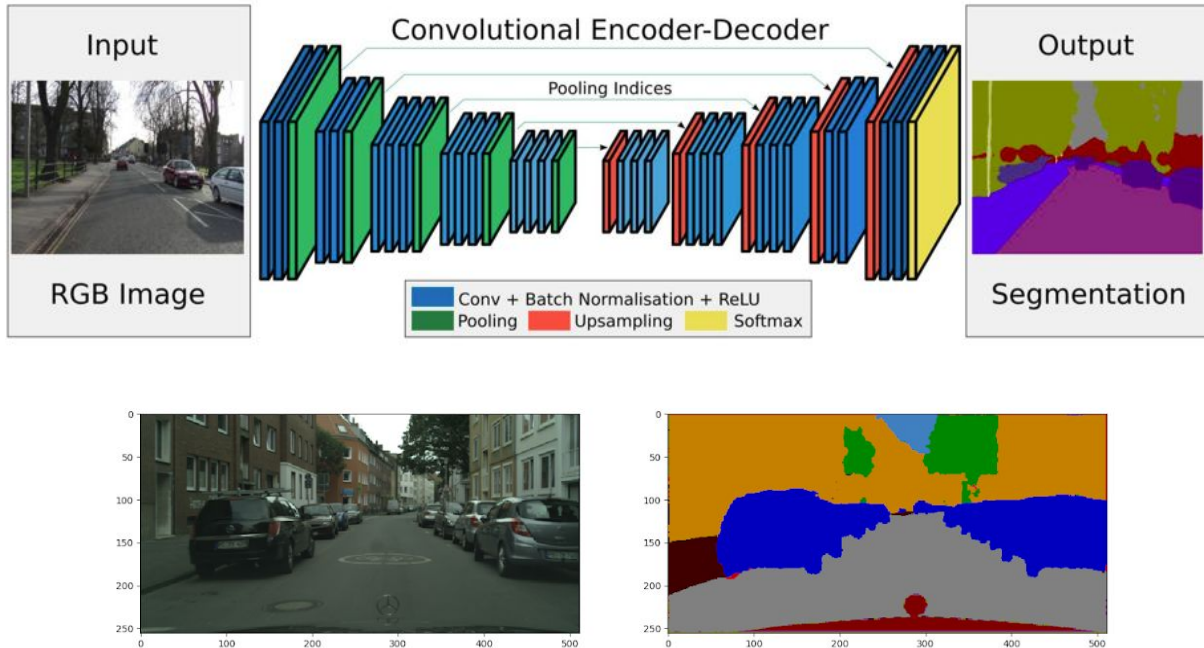 Input
Convolutional Encoder-Decoder
Output
Pooling Indices
RGB Image
Segmentation
Conv + Batch Normalisation + ReLU
Pooling Upsampling Softmax
0
50
100
150
200
250
0 100 200 300 400 500
0
50
100
150
200
250
0 100 200 300 400 500